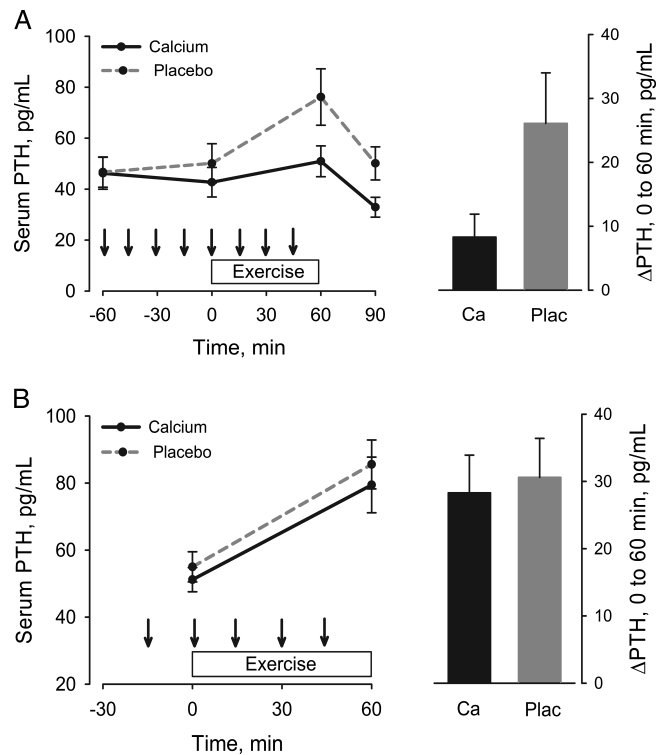 A
Calcium
Placebo
Serum PTH, pg/mL
100
80
60
40
20
0
Exercise
-60 -30 0 30 60 90
Time, min
ΔPTH, 0 to 60 min, pg/mL
40
30
20
10
0
Ca Plac
B
Calcium
Placebo
Serum PTH, pg/mL
100
80
60
40
20
Exercise
-30 0 30 60
Time, min
ΔPTH, 0 to 60 min, pg/mL
40
30
20
10
0
Ca Plac